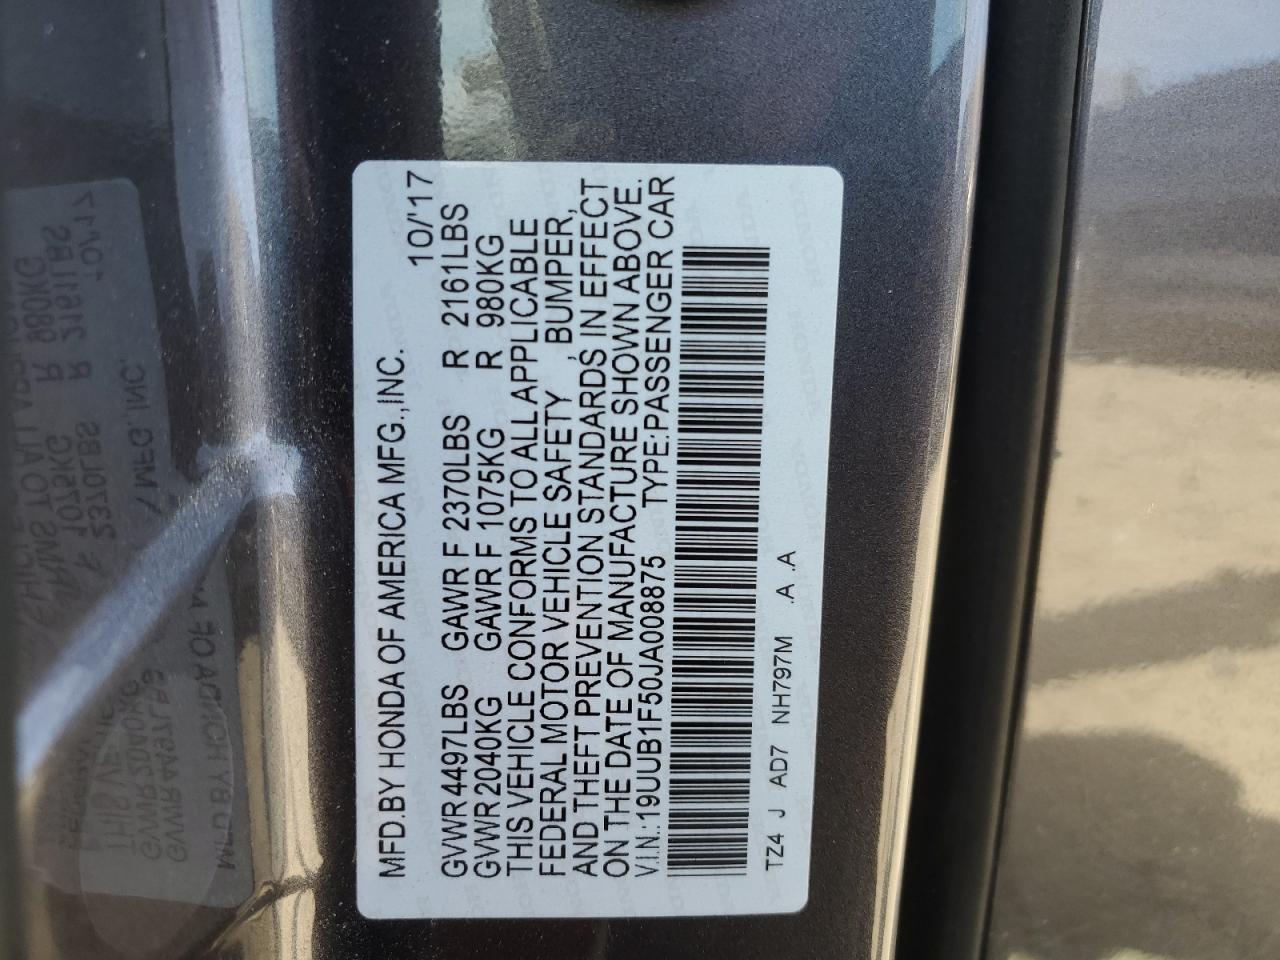 MFD.BY HONDA OF AMERICA MFG.,INC. 10/'17
GVWR 4497LBS GAWR F 2370LBS R 2161LBS
GVWR 2040KG GAWR F 1075KG R 980KG
THIS VEHICLE CONFORMS TO ALL APPLICABLE
FEDERAL MOTOR VEHICLE SAFETY , BUMPER,
AND THEFT PREVENTION STANDARDS IN EFFECT
ON THE DATE OF MANUFACTURE SHOWN ABOVE.
V.I.N.:19UUB1F50JA008875 TYPE:PASSENGER CAR
TZ4 J AD7 NH797M .A .A